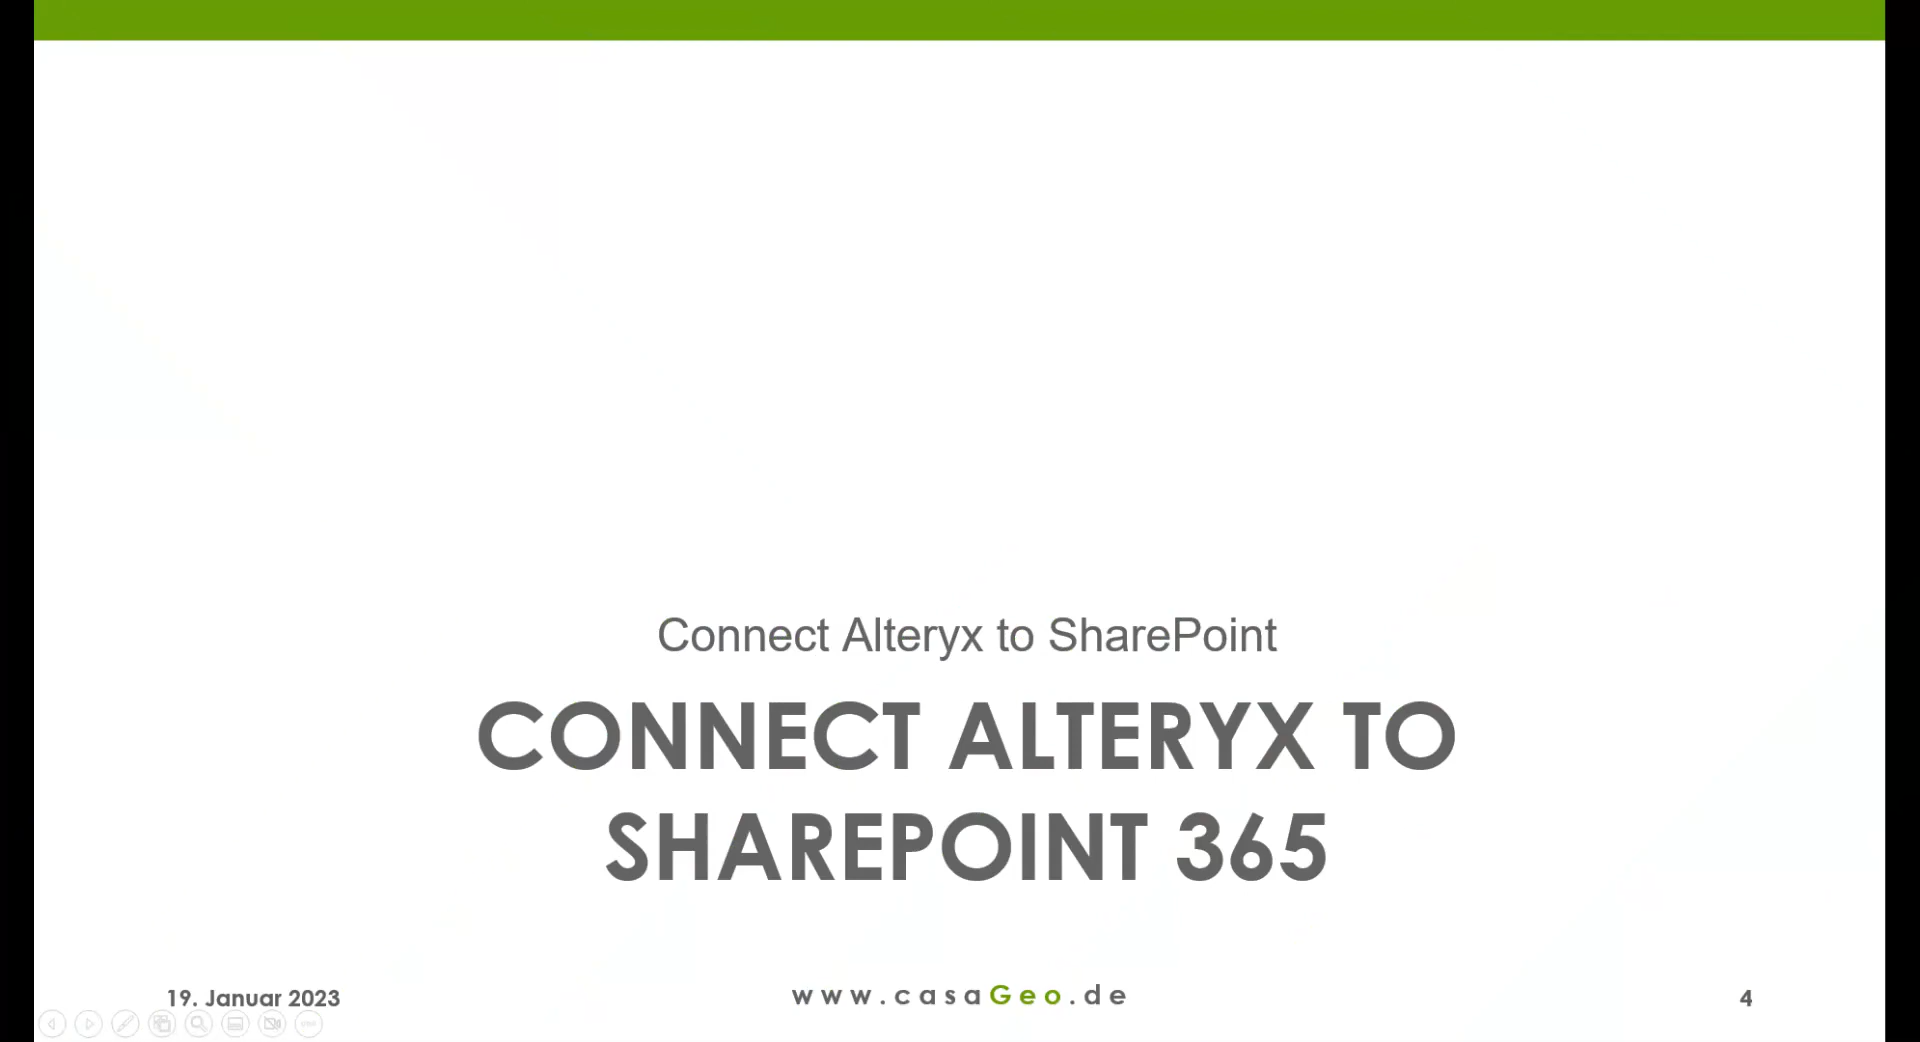 Connect Alteryx to SharePoint
CONNECT ALTERYX TO
SHAREPOINT 365
19. Januar 2023
www.casaGeo.de
4